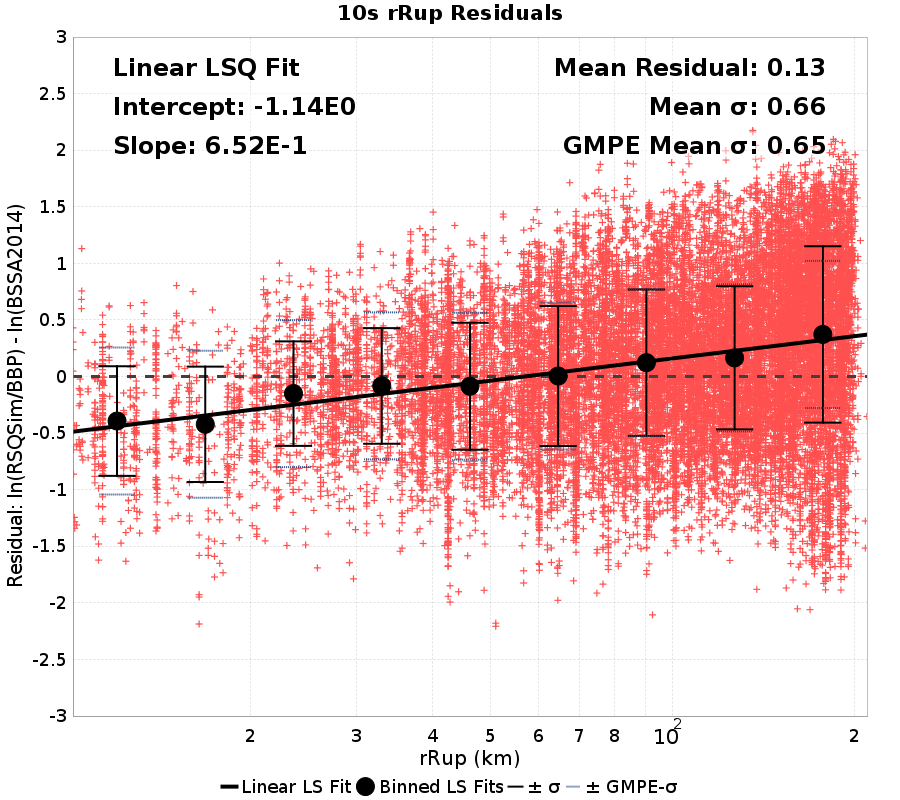 10s rRup Residuals
Linear LSQ Fit
Intercept: -1.14E0
Slope: 6.52E-1
Mean Residual: 0.13
Mean σ: 0.66
GMPE Mean σ: 0.65
Residual: ln(RSQSim/BBP) - ln(BSSA2014)
3
2.5
2
1.5
1
0.5
0
-0.5
-1
-1.5
-2
-2.5
-3
2 3 4 5 6 7 8 10² 2
rRup (km)
Linear LS Fit Binned LS Fits ± σ ± GMPE-σ